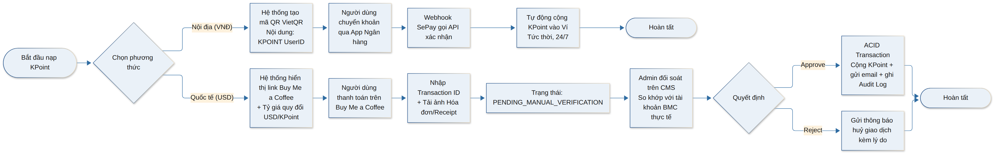 Bắt đầu nạp
KPoint
Chọn phương
thức
Nội địa (VNĐ)
Hệ thống tạo
mã QR VietQR
Nội dung:
KPOINT UserID
Người dùng
chuyển khoản
qua App Ngân
hàng
Webhook
SePay gọi API
xác nhận
Tự động cộng
KPoint vào Ví
Tức thời, 24/7
Hoàn tất
Quốc tế (USD)
Hệ thống hiển
thị link Buy Me
a Coffee
+ Tỷ giá quy đổi
USD/KPoint
Người dùng
thanh toán trên
Buy Me a Coffee
Nhập
Transaction ID
+ Tải ảnh Hóa
đơn/Receipt
Trạng thái:
PENDING_MANUAL_VERIFICATION
Admin đối soát
trên CMS
So khớp với tài
khoản BMC
thực tế
Quyết định
Approve
ACID
Transaction
Cộng KPoint +
gửi email + ghi
Audit Log
Reject
Gửi thông báo
huỷ giao dịch
kèm lý do
Hoàn tất